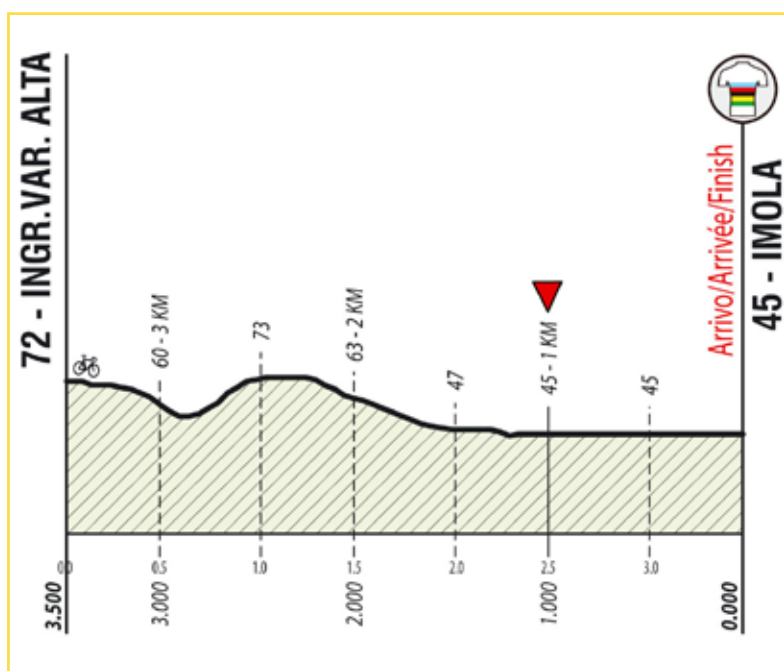 72 - INGR.VAR. ALTA
60 - 3 KM
73
63 - 2 KM
47
45 - 1 KM
45
Arrivo/Arrivée/Finish
45 - IMOLA
0.0
0.5
1.0
1.5
2.0
2.5
3.0
3.500
3.000
2.000
1.000
0.000